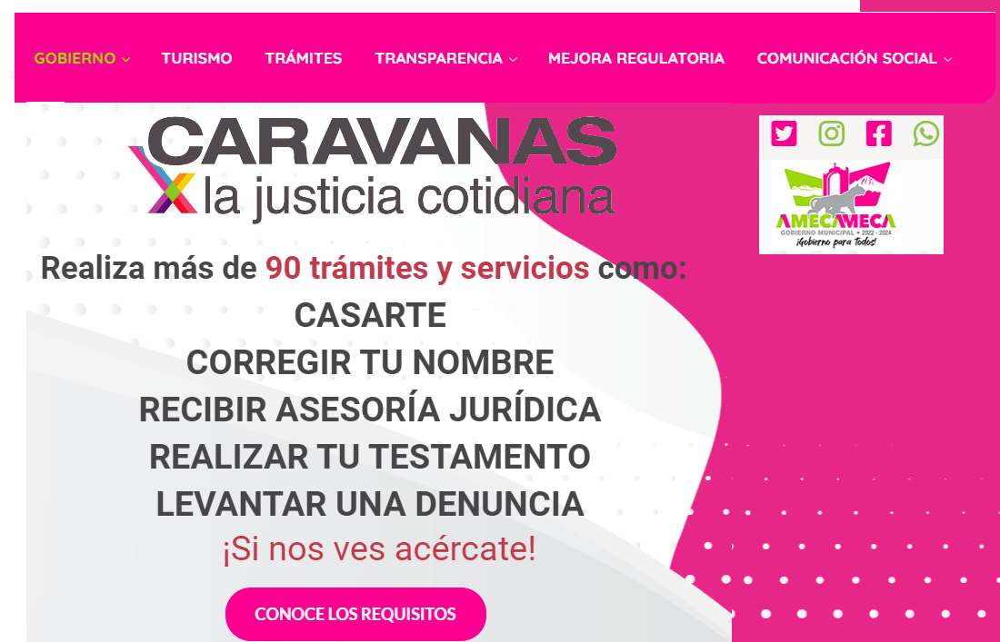 GOBIERNO TURISMO TRÁMITES TRANSPARENCIA MEJORA REGULATORIA COMUNICACIÓN SOCIAL
CARAVANAS
X la justicia cotidiana
AMECAMECA
GOBIERNO MUNICIPAL • 2022 - 2024
¡Gobierno para Todos!
Realiza más de 90 trámites y servicios como:
CASARTE
CORREGIR TU NOMBRE
RECIBIR ASESORÍA JURÍDICA
REALIZAR TU TESTAMENTO
LEVANTAR UNA DENUNCIA
¡Si nos ves acércate!
CONOCE LOS REQUISITOS